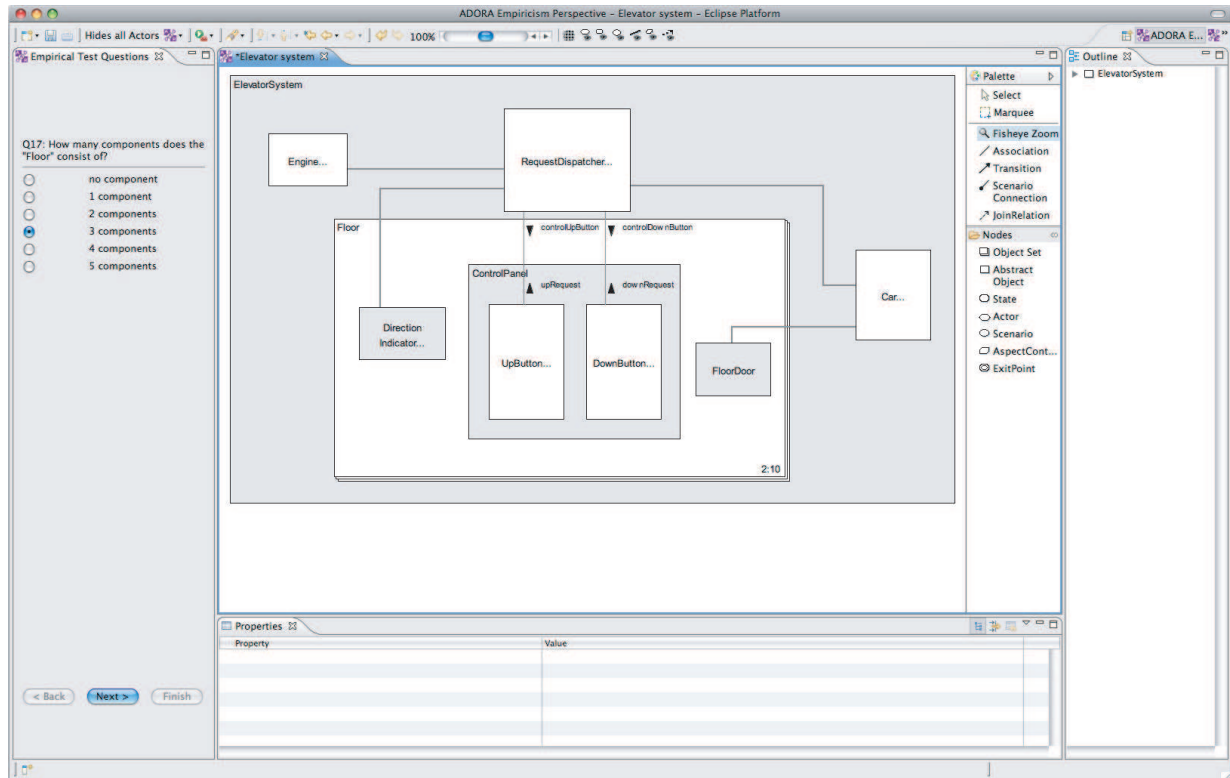 ADORA Empiricism Perspective – Elevator system – Eclipse Platform
Hides all Actors
100%
ADORA E...
»
Empirical Test Questions
*Elevator system
Outline
Q17: How many components does the
"Floor" consist of?
no component
1 component
2 components
3 components
4 components
5 components
< Back
Next >
Finish
ElevatorSystem
Engine...
RequestDispatcher...
Floor
controlUpButton
controlDow nButton
ControlPanel
upRequest
dow nRequest
Direction
Indicator...
UpButton...
DownButton...
FloorDoor
Car...
2:10
Palette
Select
Marquee
Fisheye Zoom
Association
Transition
Scenario
Connection
JoinRelation
Nodes
Object Set
Abstract
Object
State
Actor
Scenario
AspectCont...
ExitPoint
ElevatorSystem
Properties
Property
Value